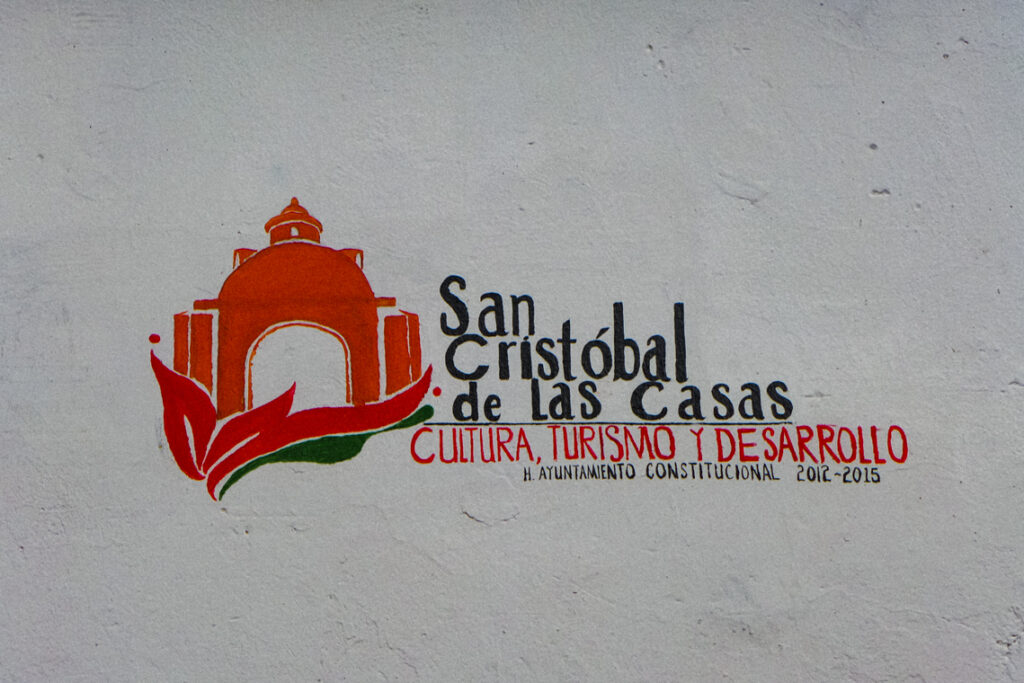 San
Cristóbal
de las Casas
CULTURA, TURISMO Y DESARROLLO
H. AYUNTAMIENTO CONSTITUCIONAL 2012-2015